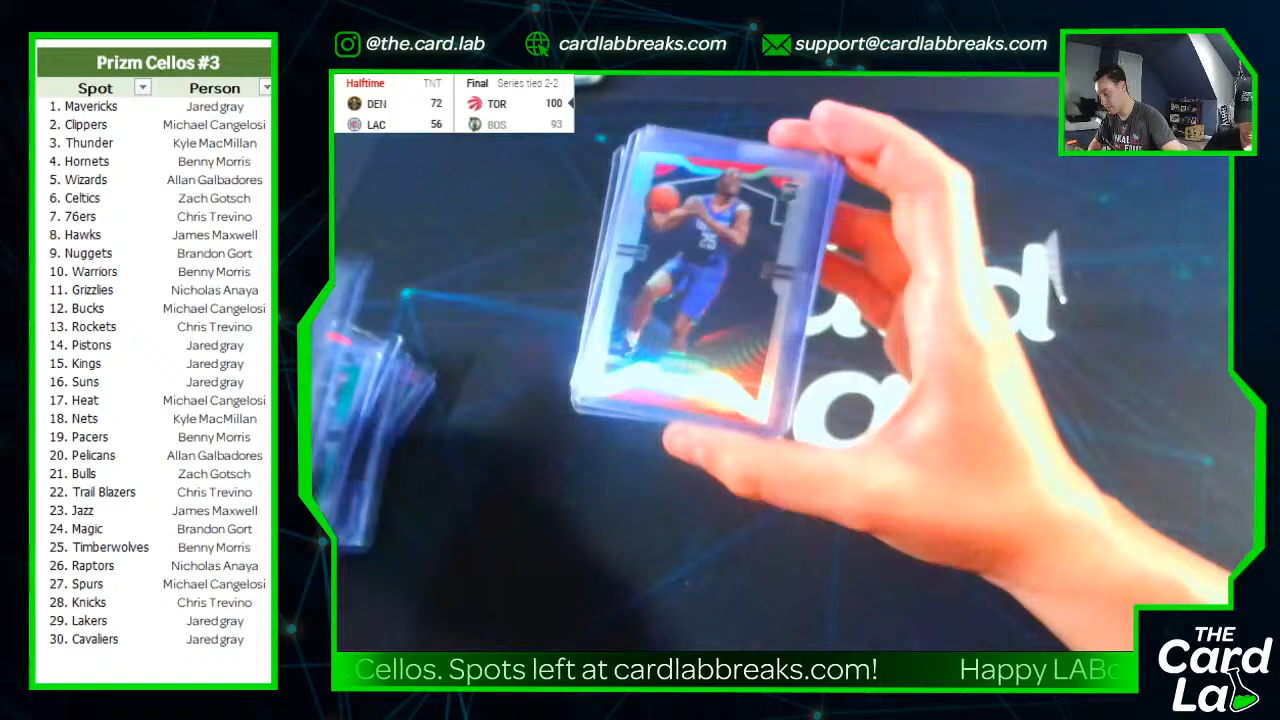 @the.card.lab
cardlabbreaks.com
support@cardlabbreaks.com
Prizm Cellos #3
Spot Person
1. Mavericks Jared gray
2. Clippers Michael Cangelosi
3. Thunder Kyle MacMillan
4. Hornets Benny Morris
5. Wizards Allan Galbadores
6. Celtics Zach Gotsch
7. 76ers Chris Trevino
8. Hawks James Maxwell
9. Nuggets Brandon Gort
10. Warriors Benny Morris
11. Grizzlies Nicholas Anaya
12. Bucks Michael Cangelosi
13. Rockets Chris Trevino
14. Pistons Jared gray
15. Kings Jared gray
16. Suns Jared gray
17. Heat Michael Cangelosi
18. Nets Kyle MacMillan
19. Pacers Benny Morris
20. Pelicans Allan Galbadores
21. Bulls Zach Gotsch
22. Trail Blazers Chris Trevino
23. Jazz James Maxwell
24. Magic Brandon Gort
25. Timberwolves Benny Morris
26. Raptors Nicholas Anaya
27. Spurs Michael Cangelosi
28. Knicks Chris Trevino
29. Lakers Jared gray
30. Cavaliers Jared gray
Halftime TNT
DEN 72
LAC 56
Final Series tied 2-2
TOR 100
BOS 93
25
Cellos. Spots left at cardlabbreaks.com! Happy LABo
THE
Card
Lab